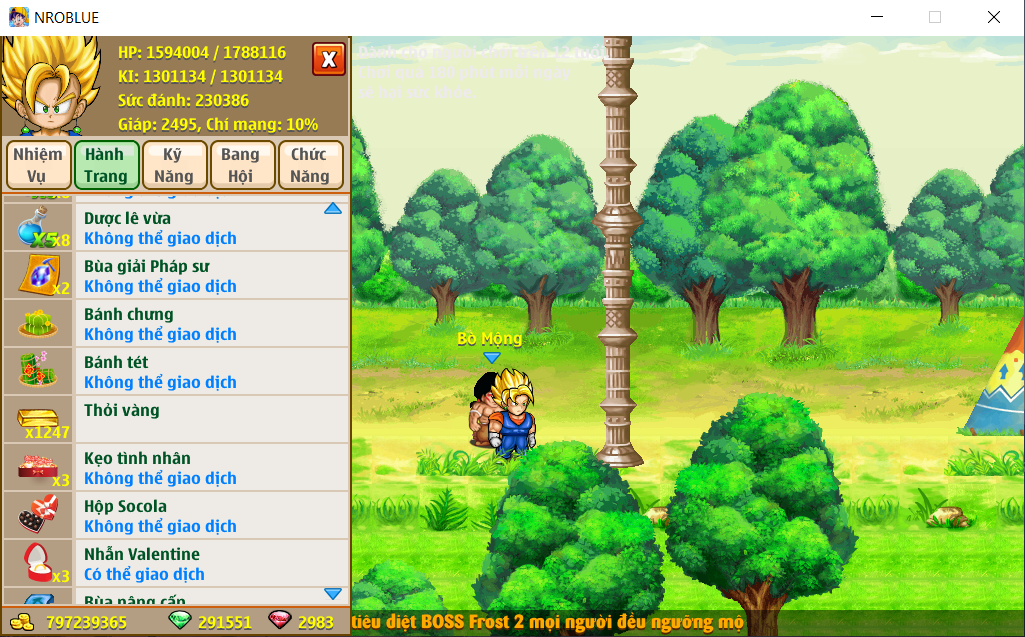 NROBLUE
HP: 1594004 / 1788116
KI: 1301134 / 1301134
Sức đánh: 230386
Giáp: 2495, Chí mạng: 10%
X
Nhiệm Vụ
Hành Trang
Kỹ Năng
Bang Hội
Chức Năng
Dược lê vừa
Không thể giao dịch
X5
x8
Bùa giải Pháp sư
Không thể giao dịch
x2
Bánh chưng
Không thể giao dịch
Bánh tét
Không thể giao dịch
Thỏi vàng
x1247
Kẹo tình nhân
Không thể giao dịch
x3
Hộp Socola
Không thể giao dịch
Nhẫn Valentine
Có thể giao dịch
x3
Bùa nâng cấp
797239365
291551
2983
Bò Mộng
tiêu diệt BOSS Frost 2 mọi người đều ngưỡng mộ